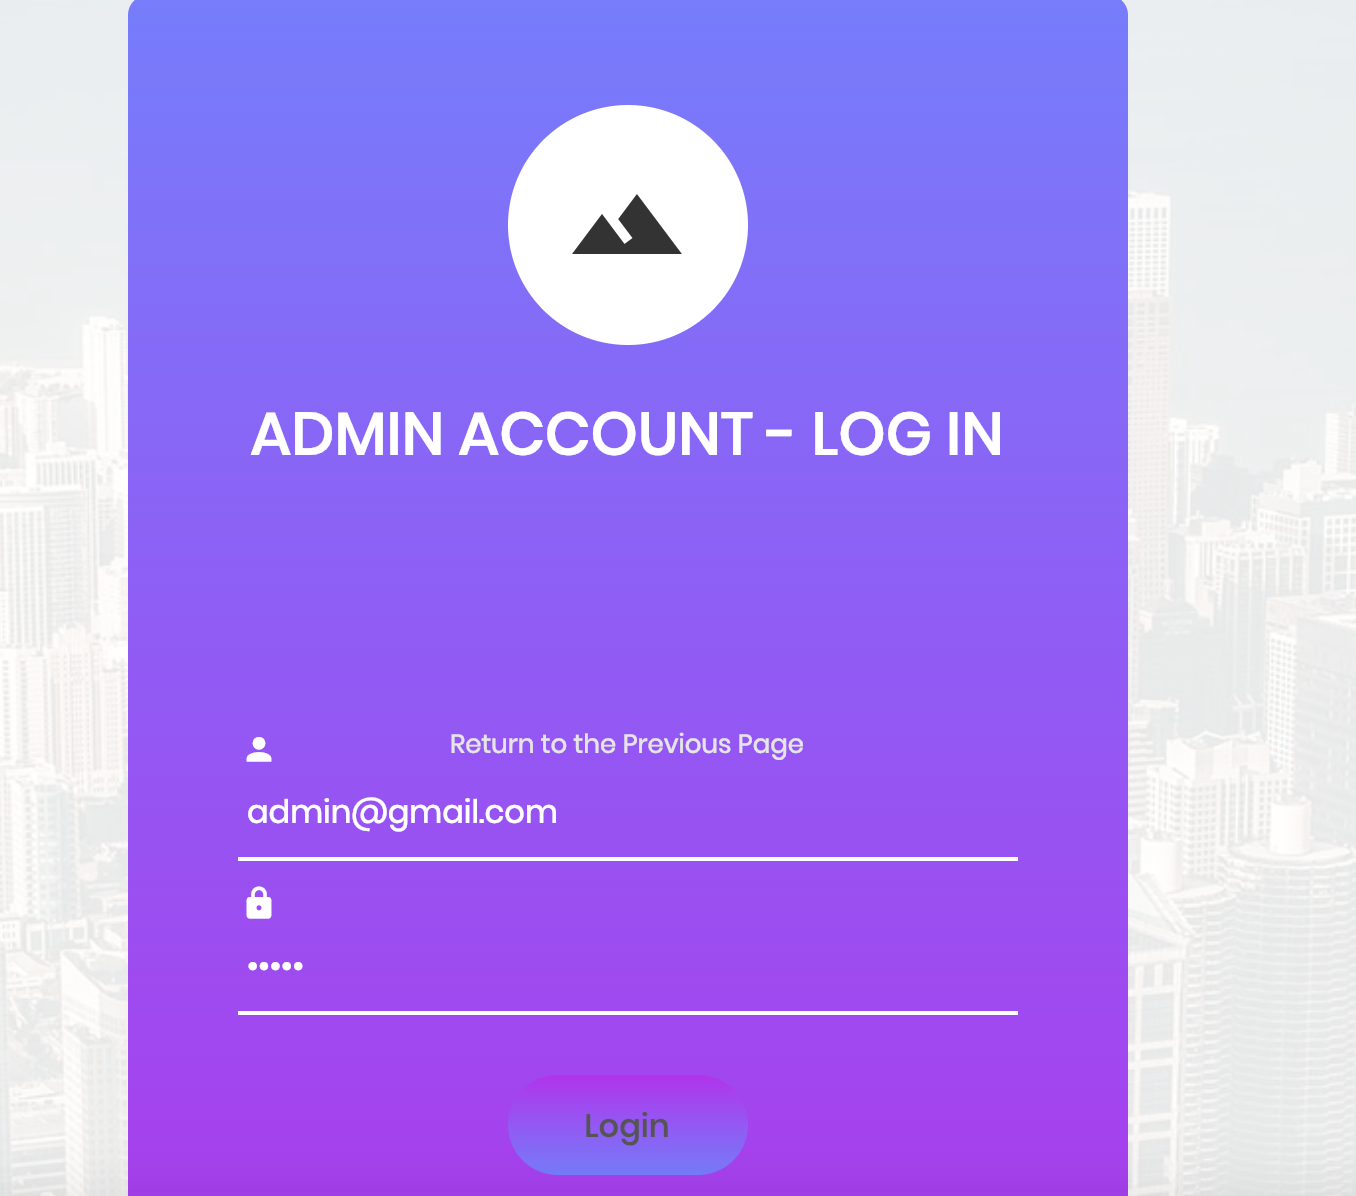 ADMIN ACCOUNT - LOG IN
Return to the Previous Page
admin@gmail.com
•••••
Login